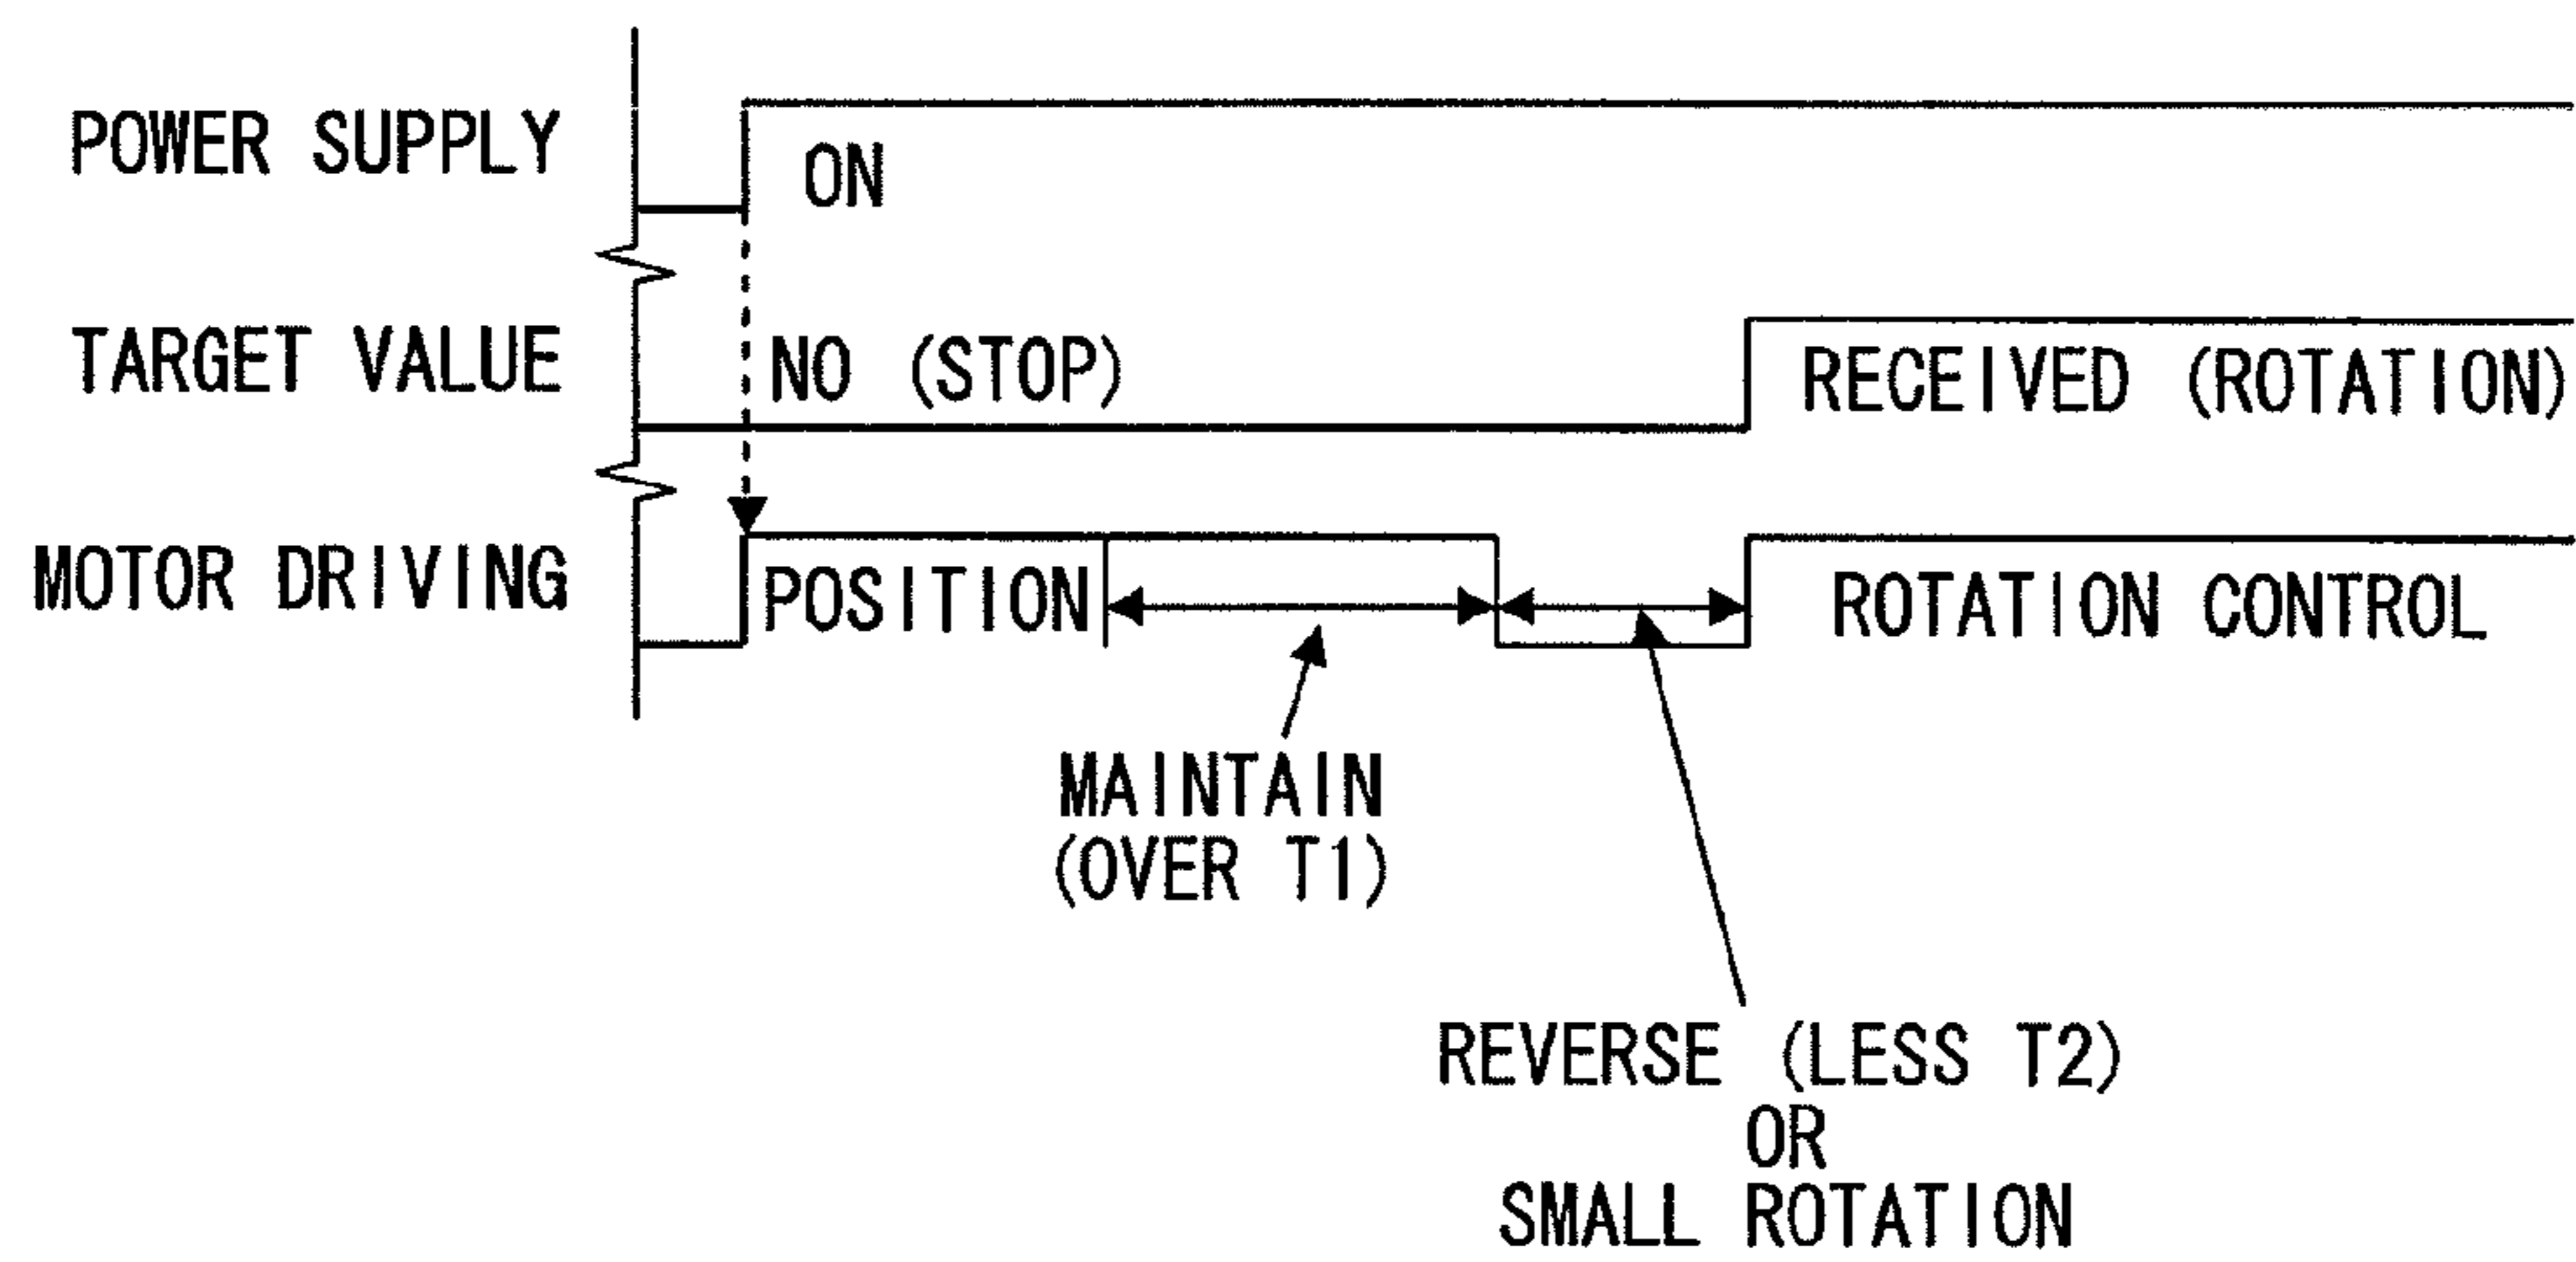 POWER SUPPLY
ON
TARGET VALUE
NO (STOP)
RECEIVED (ROTATION)
MOTOR DRIVING
POSITION
ROTATION CONTROL
MAINTAIN
(OVER T1)
REVERSE (LESS T2)
OR
SMALL ROTATION